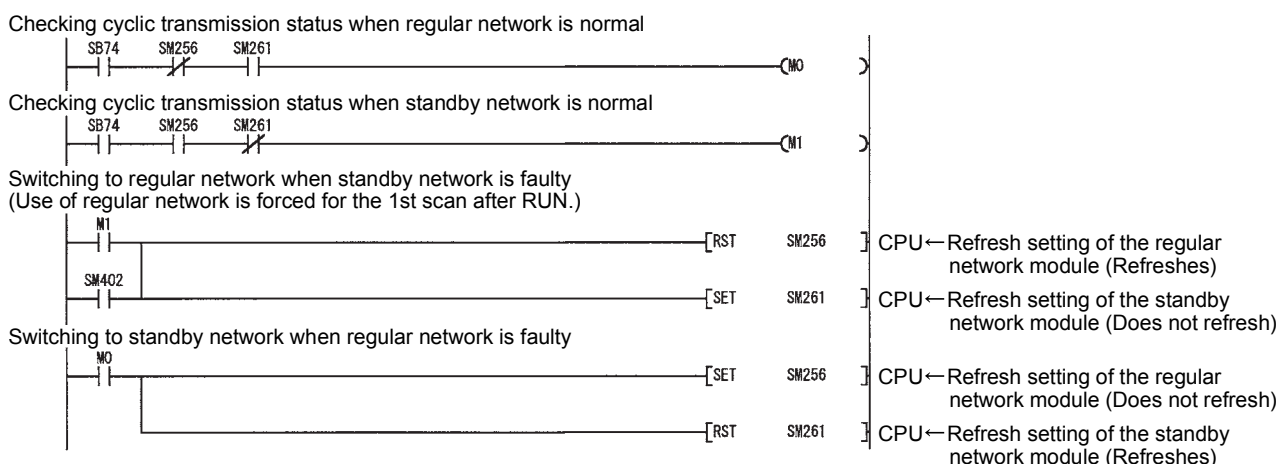 Checking cyclic transmission status when regular network is normal
SB74 SM256 SM261
M0
Checking cyclic transmission status when standby network is normal
SB74 SM256 SM261
M1
Switching to regular network when standby network is faulty
(Use of regular network is forced for the 1st scan after RUN.)
M1
RST SM256 CPU←Refresh setting of the regular
network module (Refreshes)
SM402
SET SM261 CPU←Refresh setting of the standby
network module (Does not refresh)
Switching to standby network when regular network is faulty
M0
SET SM256 CPU←Refresh setting of the regular
network module (Does not refresh)
RST SM261 CPU←Refresh setting of the standby
network module (Refreshes)